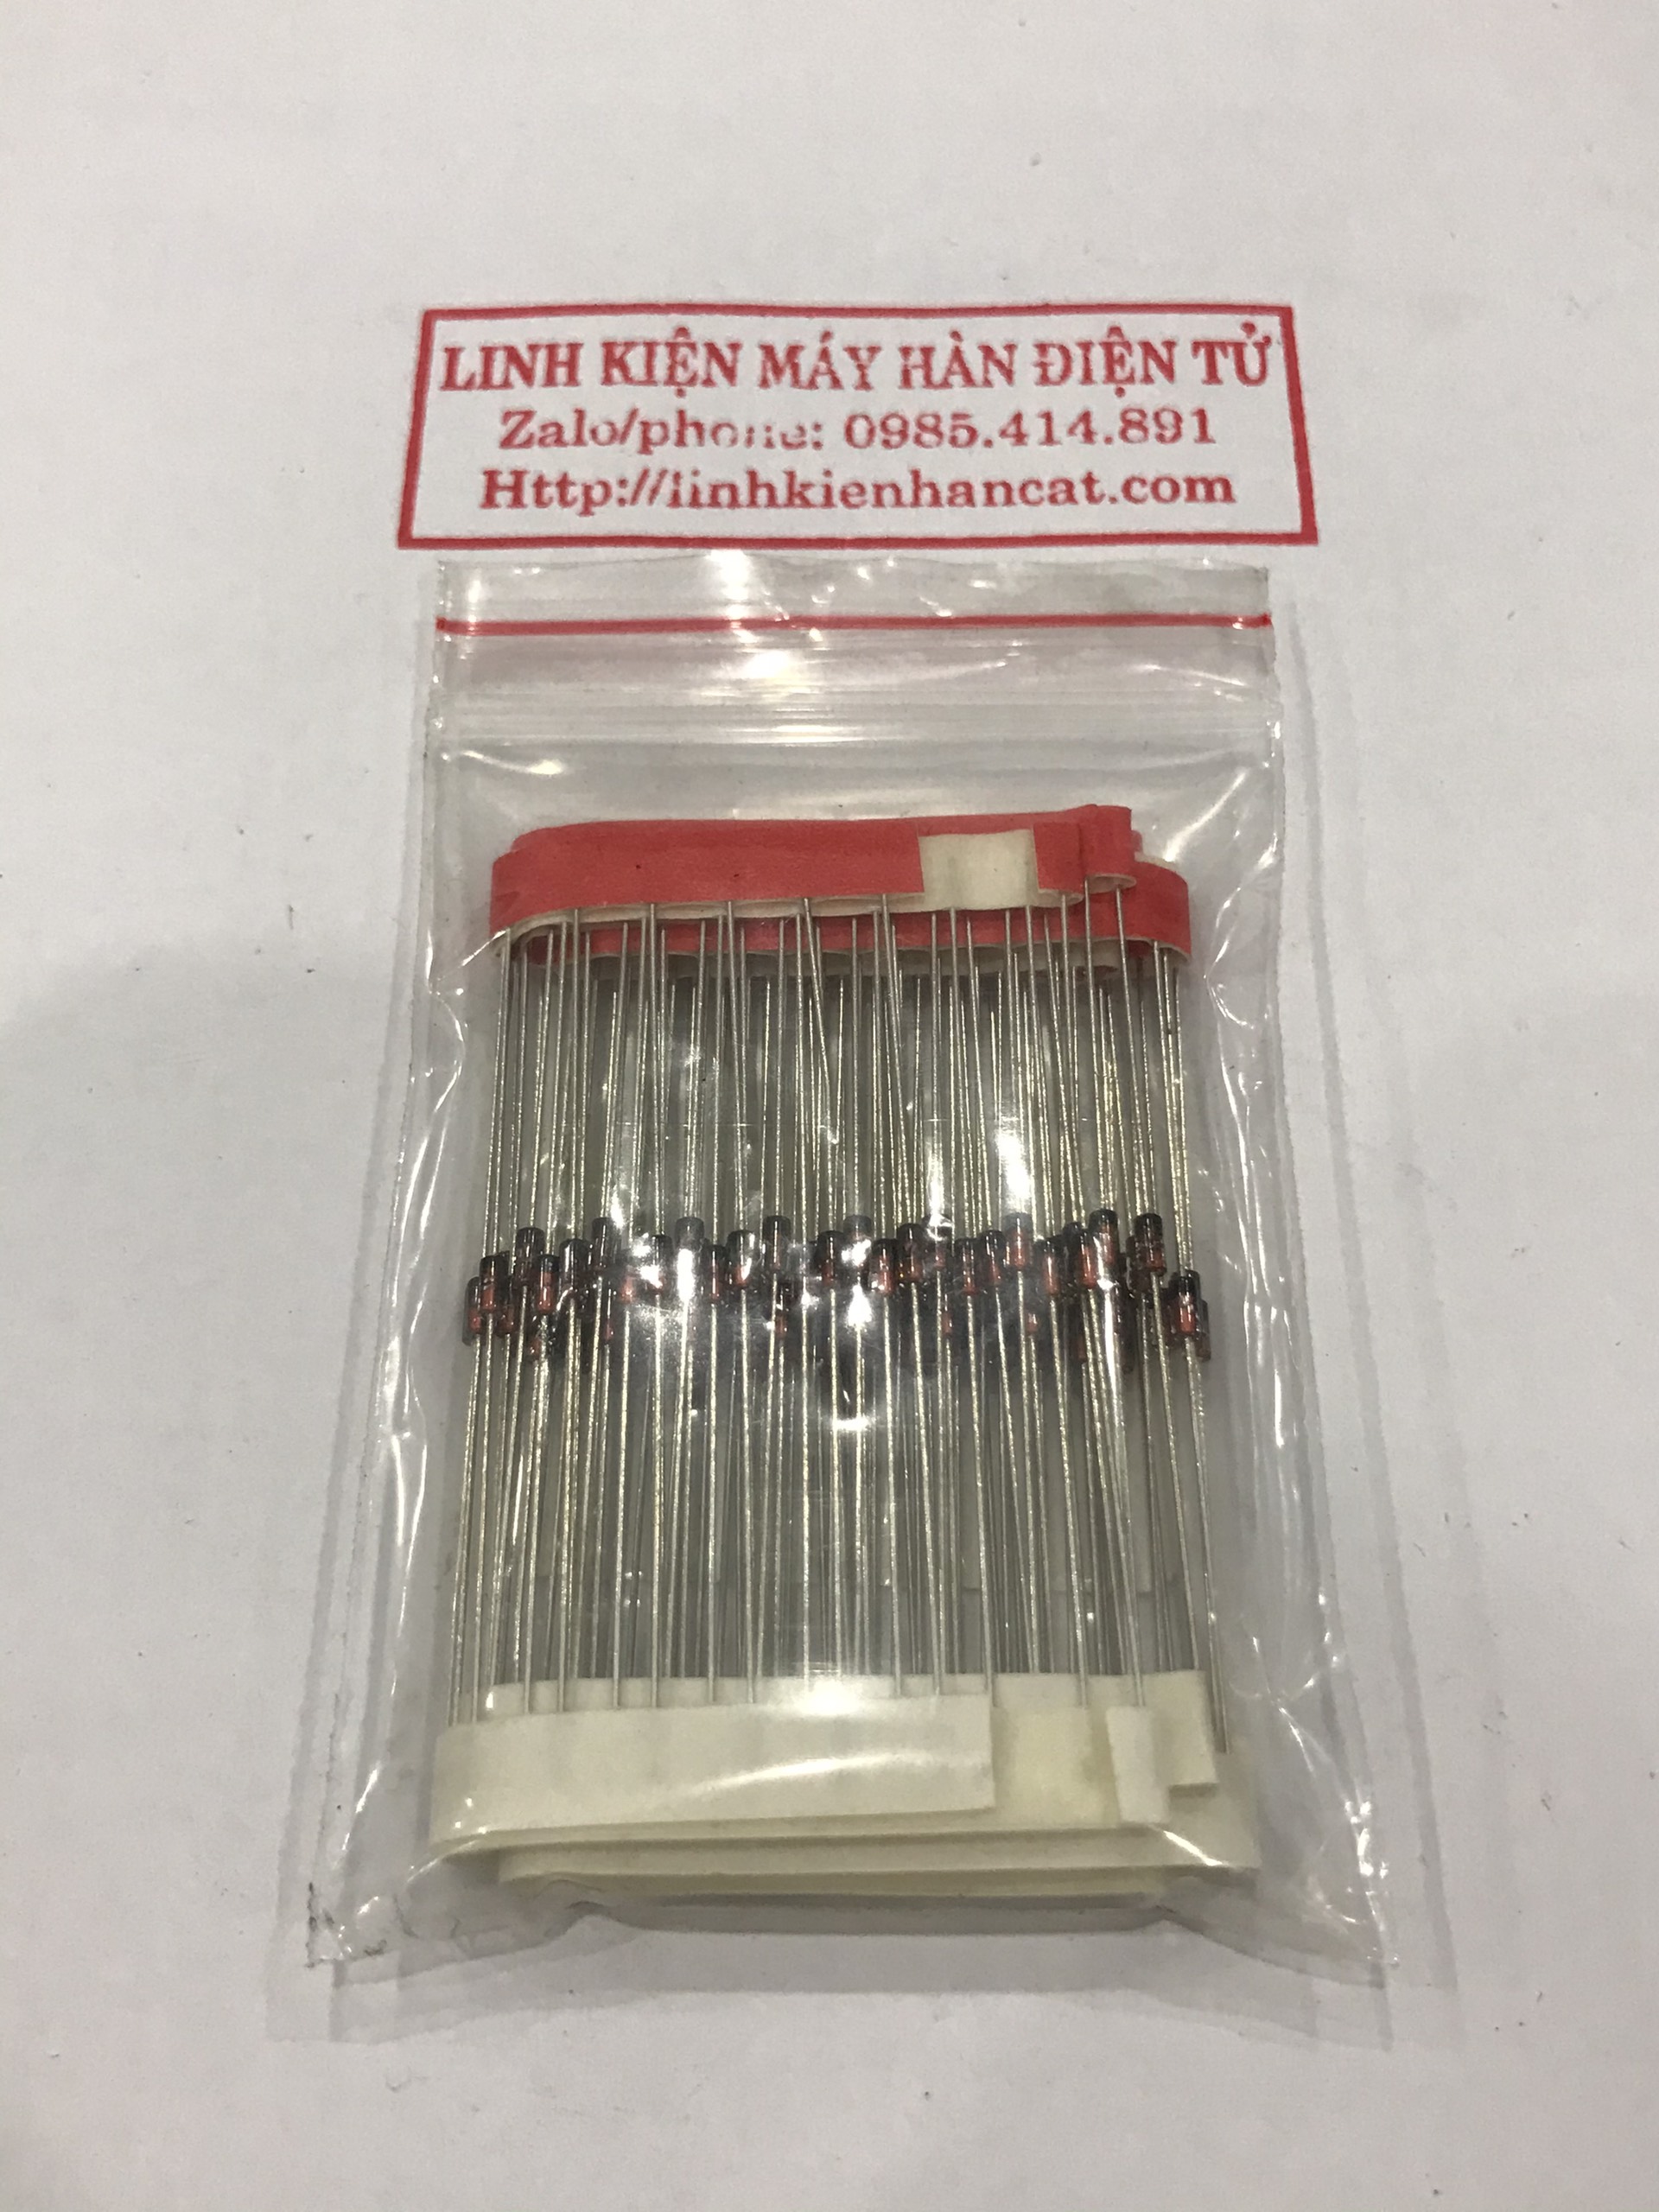 LINH KIỆN MÁY HÀN ĐIỆN TỬ
Zalo/phone: 0985.414.891
Http://linhkienhancat.com